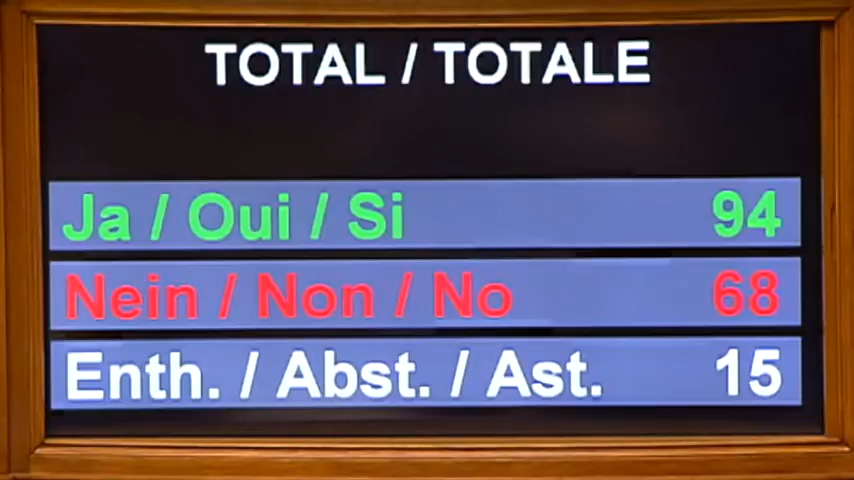 TOTAL / TOTALE
Ja / Oui / Si 94
Nein / Non / No 68
Enth. / Abst. / Ast. 15